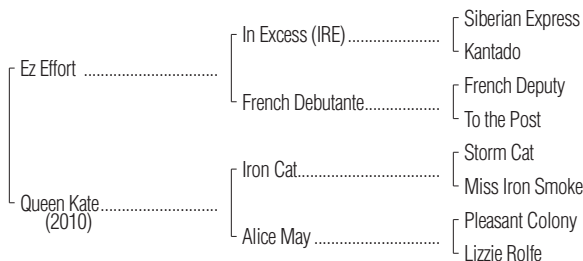 Siberian Express
In Excess (IRE) ........................
Kantado
Ez Effort ...................................
French Deputy
French Debutante...................
To the Post
Storm Cat
Iron Cat....................................
Miss Iron Smoke
Queen Kate...............................
(2010)
Pleasant Colony
Alice May ................................
Lizzie Rolfe